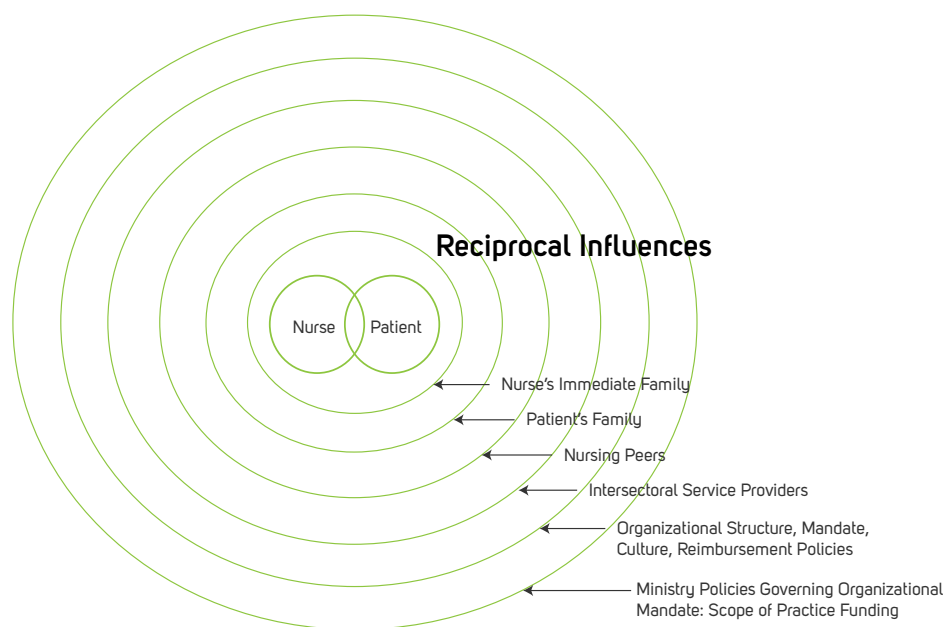 Reciprocal Influences
Nurse
Patient
Nurse’s Immediate Family
Patient’s Family
Nursing Peers
Intersectoral Service Providers
Organizational Structure, Mandate,
Culture, Reimbursement Policies
Ministry Policies Governing Organizational
Mandate: Scope of Practice Funding